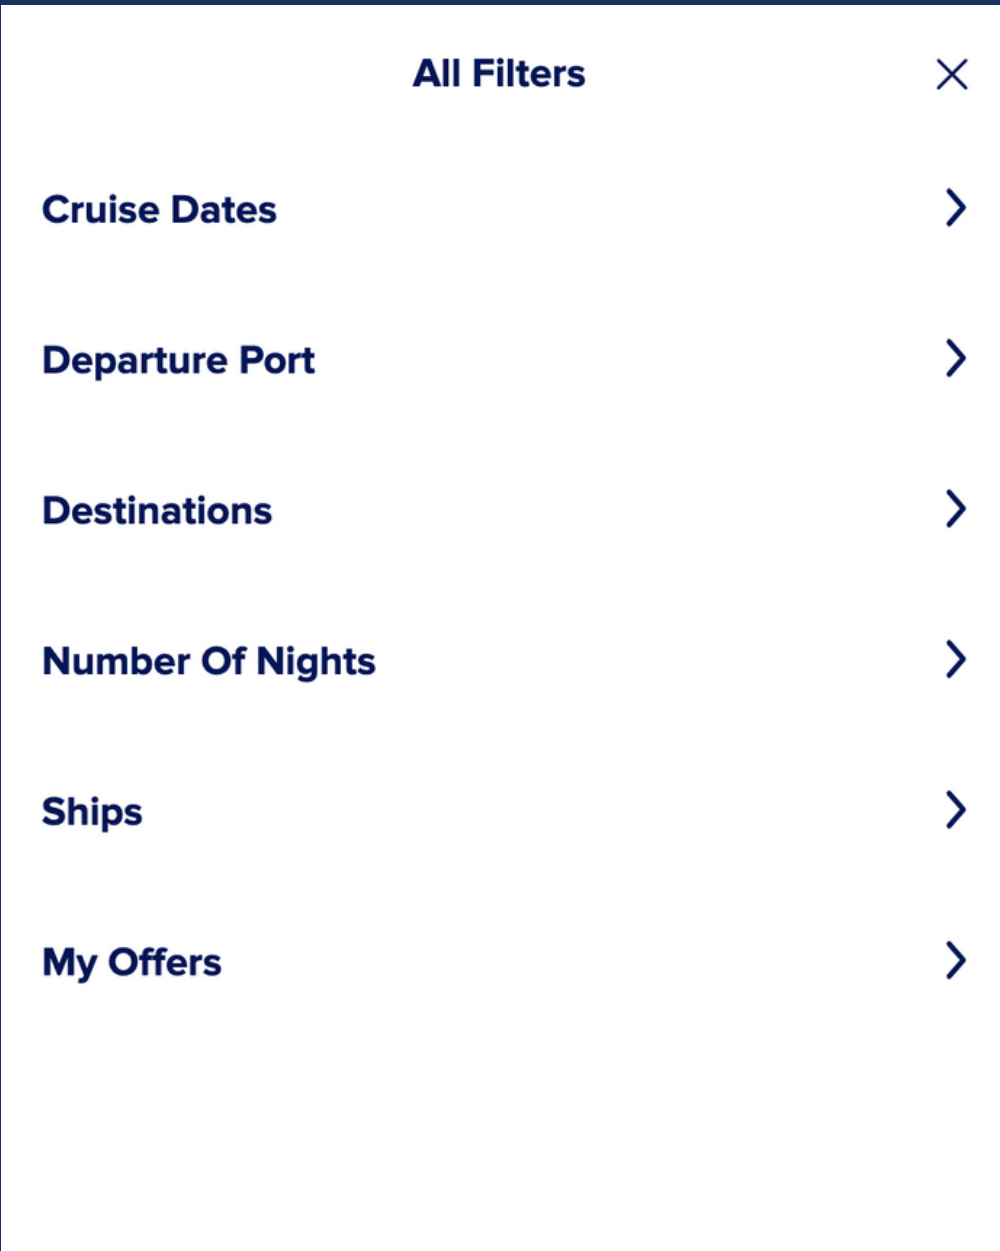 All Filters
Cruise Dates
Departure Port
Destinations
Number Of Nights
Ships
My Offers